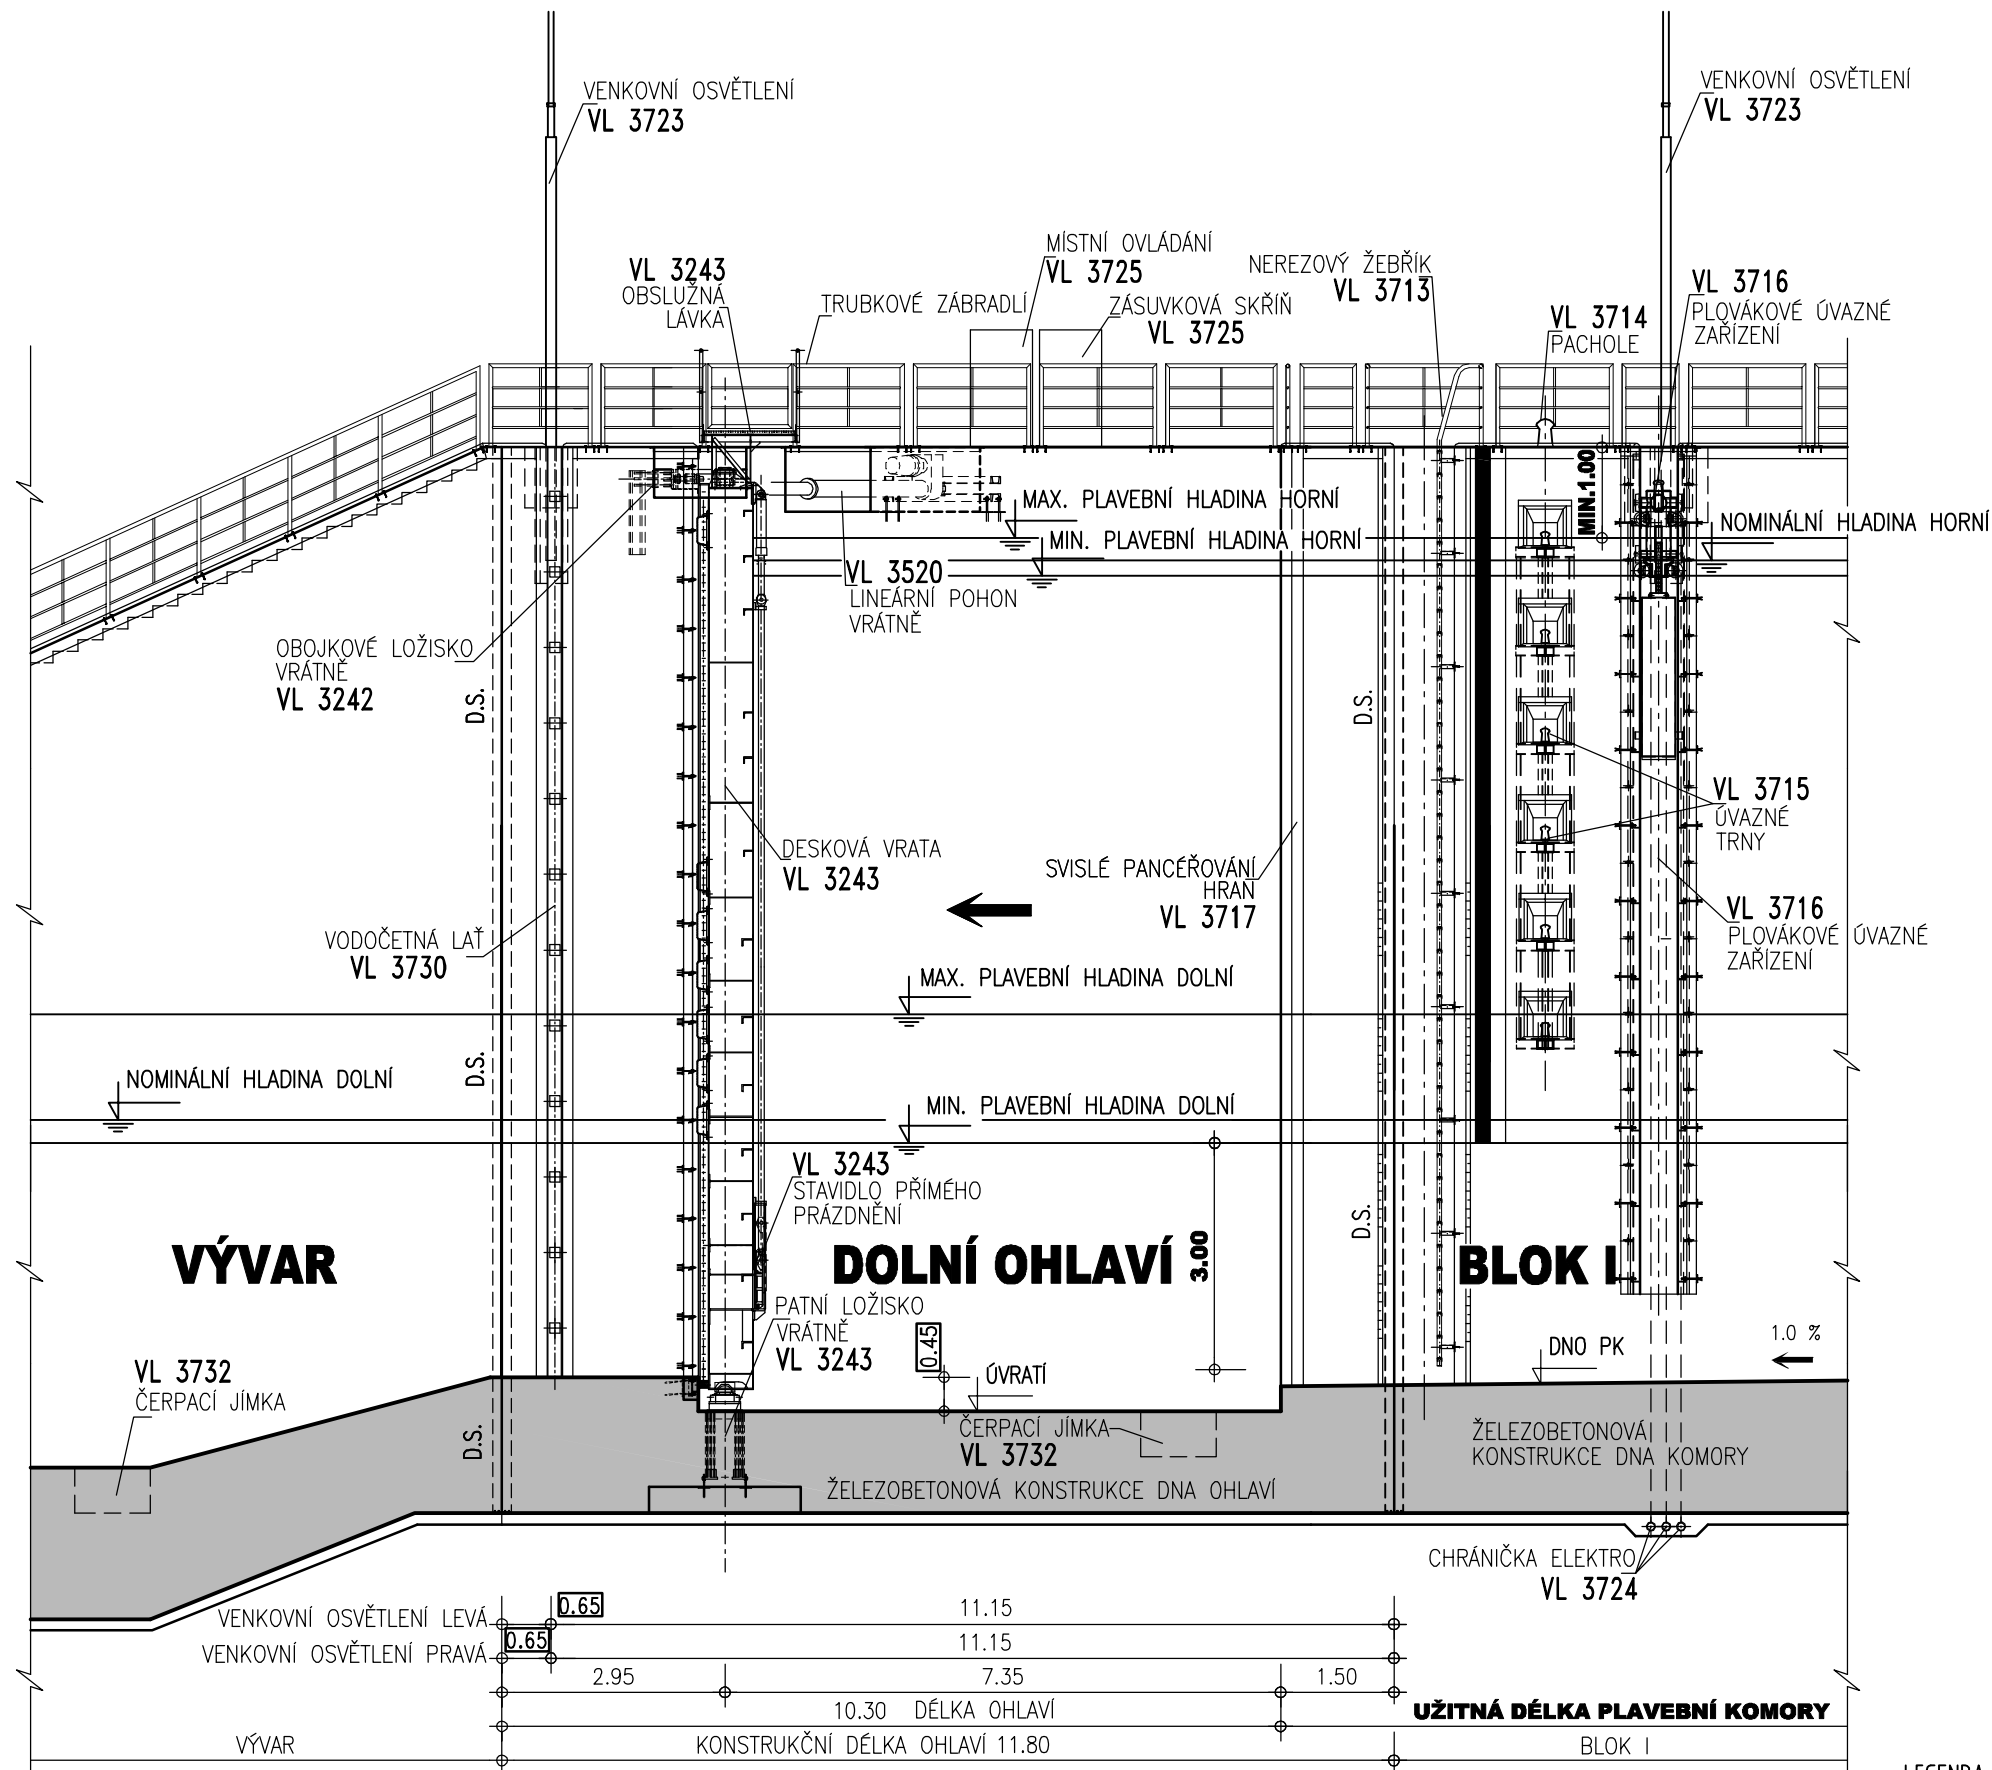 VENKOVNÍ OSVĚTLENÍ
VL 3723
VENKOVNÍ OSVĚTLENÍ
VL 3723
MÍSTNÍ OVLÁDÁNÍ
VL 3725
VL 3243
OBSLUŽNÁ
LÁVKA
TRUBKOVÉ ZÁBRADLÍ
ZÁSUVKOVÁ SKŘÍŇ
VL 3725
NEREZOVÝ ŽEBŘÍK
VL 3713
VL 3714
PACHOLE
VL 3716
PLOVÁKOVÉ ÚVAZNÉ
ZAŘÍZENÍ
MIN.1.00
MAX. PLAVEBNÍ HLADINA HORNÍ
NOMINÁLNÍ HLADINA HORNÍ
MIN. PLAVEBNÍ HLADINA HORNÍ
VL 3520
LINEÁRNÍ POHON
VRÁTNĚ
OBOJKOVÉ LOŽISKO
VRÁTNĚ
VL 3242
D.S.
D.S.
VL 3715
ÚVAZNÉ
TRNY
DESKOVÁ VRATA
VL 3243
SVISLÉ PANCÉŘOVÁNÍ
HRAN
VL 3717
VL 3716
PLOVÁKOVÉ ÚVAZNÉ
ZAŘÍZENÍ
VODOČETNÁ LAŤ
VL 3730
MAX. PLAVEBNÍ HLADINA DOLNÍ
D.S.
NOMINÁLNÍ HLADINA DOLNÍ
MIN. PLAVEBNÍ HLADINA DOLNÍ
VL 3243
STAVIDLO PŘÍMÉHO
PRÁZDNĚNÍ
D.S.
VÝVAR
DOLNÍ OHLAVÍ
3.00
BLOK I
PATNÍ LOŽISKO
VRÁTNĚ
VL 3243
0.45
DNO PK
1.0 %
VL 3732
ČERPACÍ JÍMKA
ÚVRATÍ
D.S.
ČERPACÍ JÍMKA
VL 3732
ŽELEZOBETONOVÁ
KONSTRUKCE DNA KOMORY
ŽELEZOBETONOVÁ KONSTRUKCE DNA OHLAVÍ
CHRÁNIČKA ELEKTRO
VL 3724
VENKOVNÍ OSVĚTLENÍ LEVÁ
0.65
11.15
VENKOVNÍ OSVĚTLENÍ PRAVÁ
0.65
11.15
2.95
7.35
1.50
10.30 DÉLKA OHLAVÍ
UŽITNÁ DÉLKA PLAVEBNÍ KOMORY
VÝVAR
KONSTRUKČNÍ DÉLKA OHLAVÍ 11.80
BLOK I